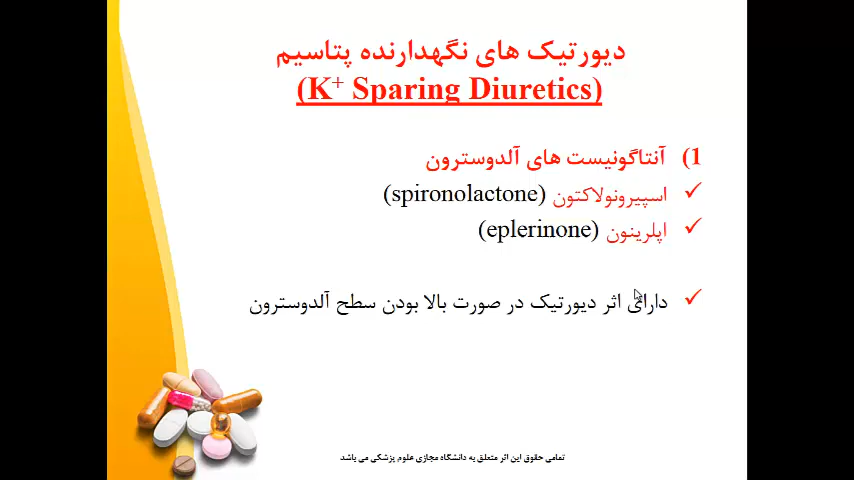 دیورتیک های نگهدارنده پتاسیم
(K+ Sparing Diuretics)
1) آنتاگونیست های آلدوسترون
✓ اسپیرونولاکتون (spironolactone)
✓ اپلرینون (eplerinone)
✓ دارای اثر دیورتیک در صورت بالا بودن سطح آلدوسترون
تمامی حقوق این اثر متعلق به دانشگاه مجازی علوم پزشکی می باشد